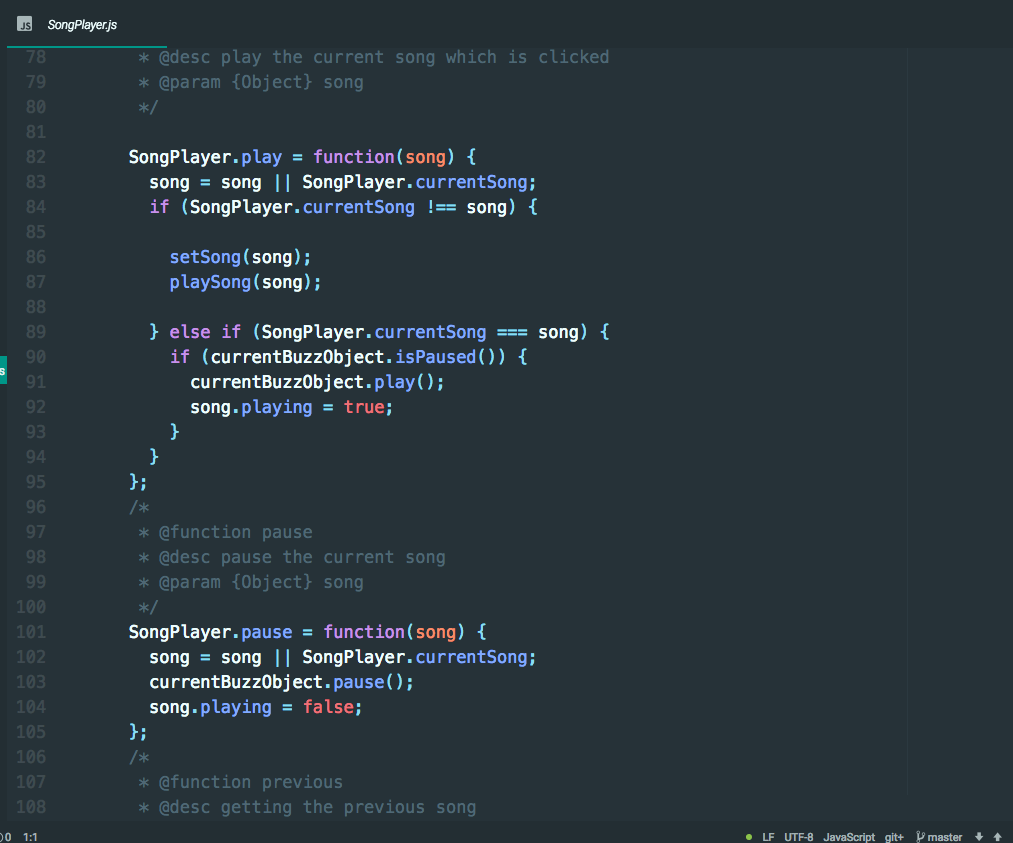 JS SongPlayer.js
78 * @desc play the current song which is clicked
79 * @param {Object} song
80 */
81
82 SongPlayer.play = function(song) {
83 song = song || SongPlayer.currentSong;
84 if (SongPlayer.currentSong !== song) {
85
86 setSong(song);
87 playSong(song);
88
89 } else if (SongPlayer.currentSong === song) {
90 if (currentBuzzObject.isPaused()) {
91 currentBuzzObject.play();
92 song.playing = true;
93 }
94 }
95 };
96 /*
97 * @function pause
98 * @desc pause the current song
99 * @param {Object} song
100 */
101 SongPlayer.pause = function(song) {
102 song = song || SongPlayer.currentSong;
103 currentBuzzObject.pause();
104 song.playing = false;
105 };
106 /*
107 * @function previous
108 * @desc getting the previous song
s
0 1:1 LF UTF-8 JavaScript git+ master